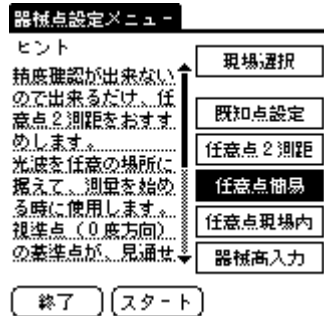 器械点設定メニュー
ヒント
精度確認が出来ない
ので出来るだけ、任
意点２測距をおすす
めします。
光波を任意の場所に
据えて、測量を始め
る時に使用します。
視準点（０度方向）
の基準点が、見通せ
現場選択
既知点設定
任意点２測距
任意点簡易
任意点現場内
器械高入力
終了
スタート